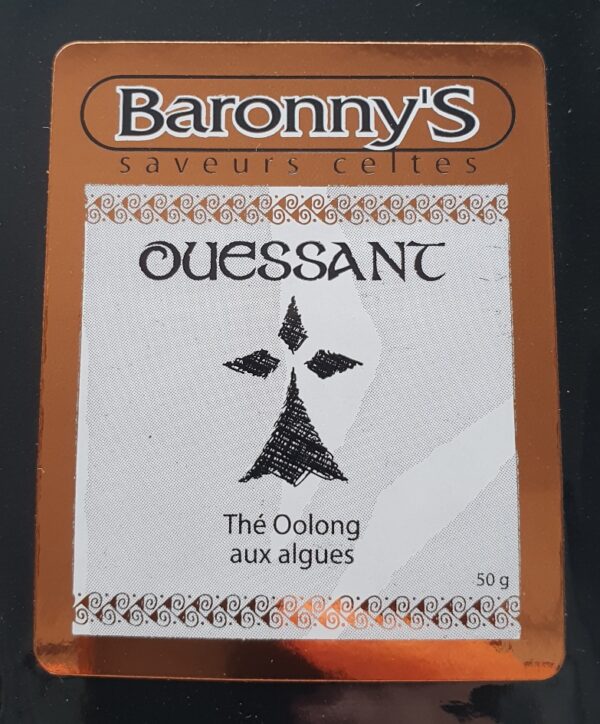 Baronny'S
saveurs celtes
OUESSANT
Thé Oolong
aux algues
50 g